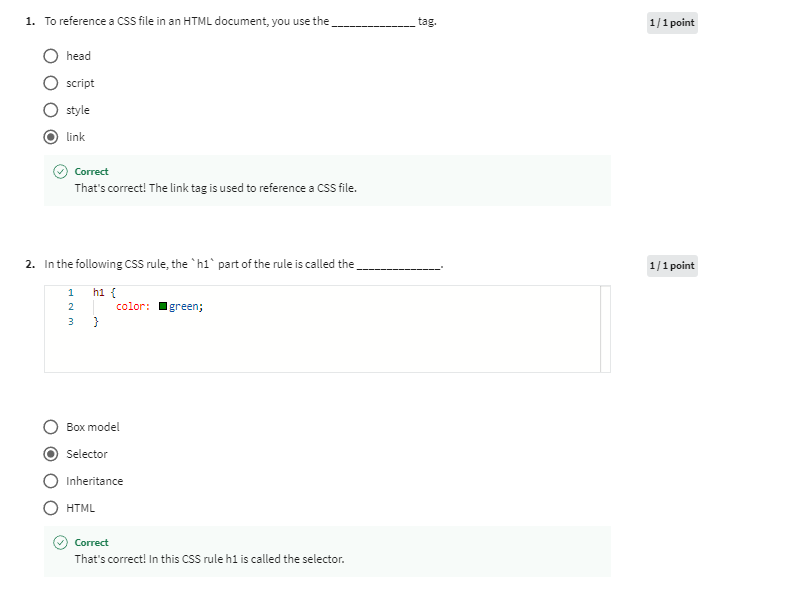 1. To reference a CSS file in an HTML document, you use the ______________ tag.
1 / 1 point
head
script
style
link
Correct
That's correct! The link tag is used to reference a CSS file.
2. In the following CSS rule, the `h1` part of the rule is called the ______________.
1 / 1 point
1 h1 {
2 color: green;
3 }
Box model
Selector
Inheritance
HTML
Correct
That's correct! In this CSS rule h1 is called the selector.